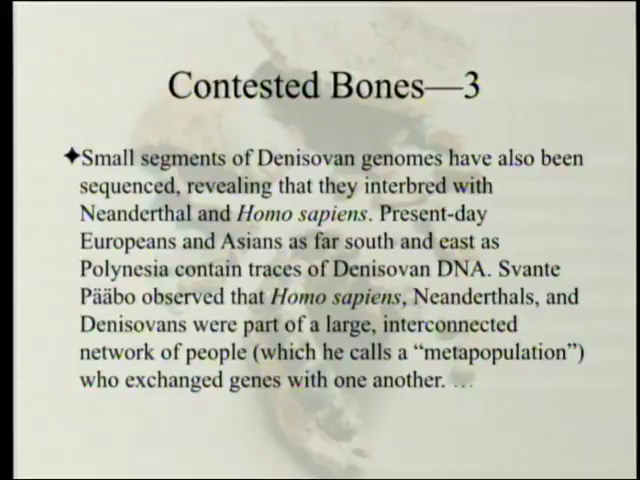 Contested Bones—3
✦Small segments of Denisovan genomes have also been
sequenced, revealing that they interbred with
Neanderthal and Homo sapiens. Present-day
Europeans and Asians as far south and east as
Polynesia contain traces of Denisovan DNA. Svante
Pääbo observed that Homo sapiens, Neanderthals, and
Denisovans were part of a large, interconnected
network of people (which he calls a “metapopulation”)
who exchanged genes with one another. …